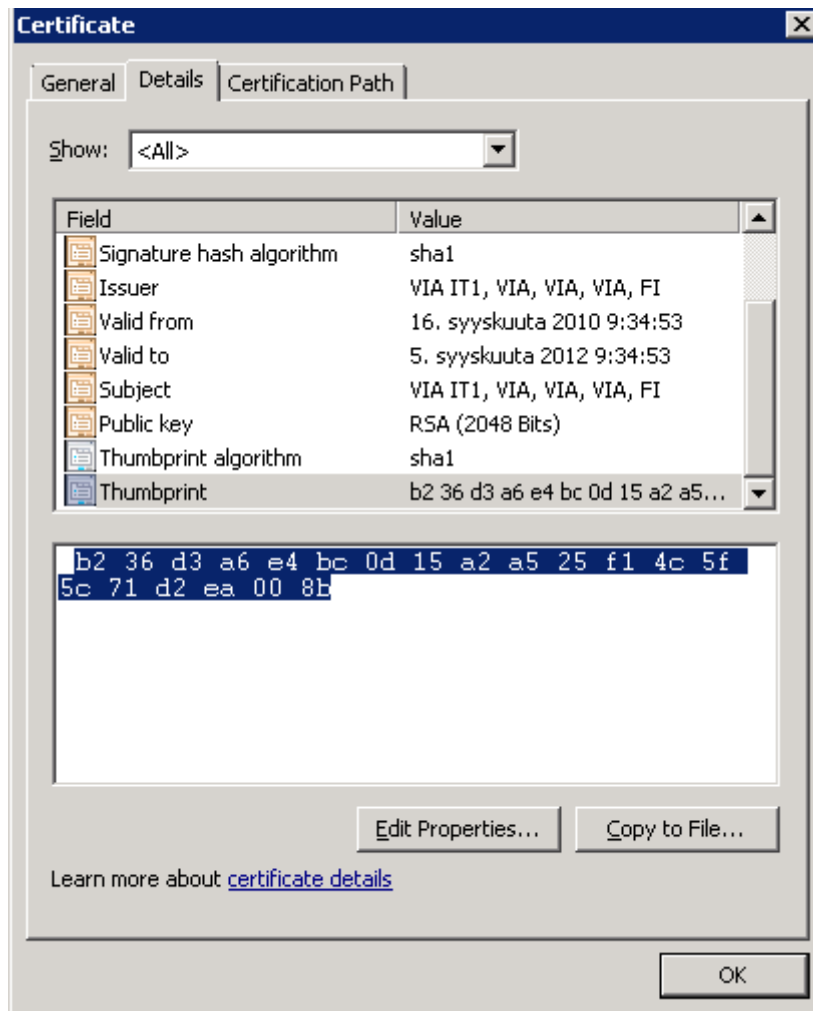 Certificate
General Details Certification Path
Show: <All>
Field Value
Signature hash algorithm sha1
Issuer VIA IT1, VIA, VIA, VIA, FI
Valid from 16. syyskuuta 2010 9:34:53
Valid to 5. syyskuuta 2012 9:34:53
Subject VIA IT1, VIA, VIA, VIA, FI
Public key RSA (2048 Bits)
Thumbprint algorithm sha1
Thumbprint b2 36 d3 a6 e4 bc 0d 15 a2 a5...
b2 36 d3 a6 e4 bc 0d 15 a2 a5 25 f1 4c 5f
5c 71 d2 ea 00 8b
Edit Properties... Copy to File...
Learn more about certificate details
OK